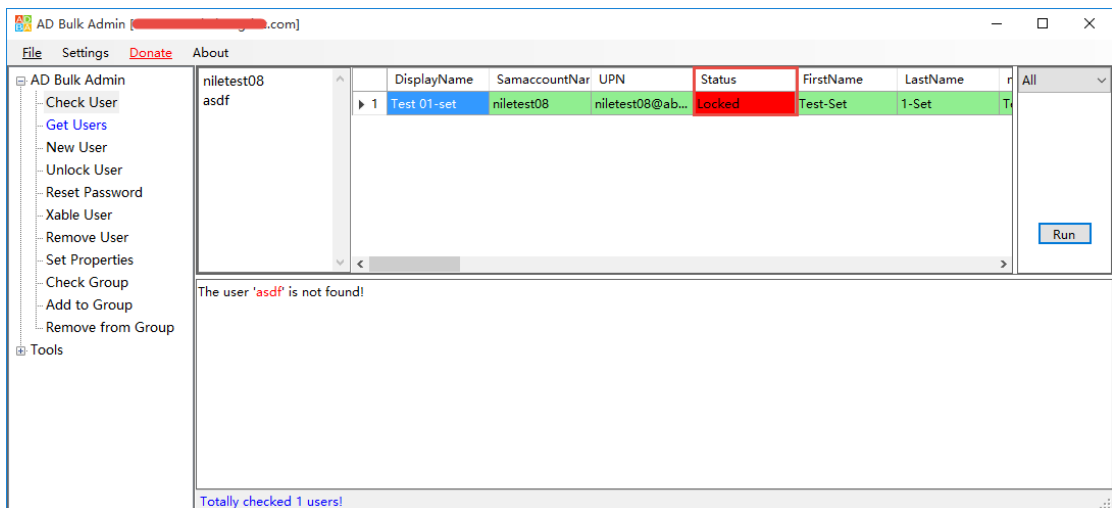 AD Bulk Admin [ .com]
File Settings Donate About
AD Bulk Admin
Check User
Get Users
New User
Unlock User
Reset Password
Xable User
Remove User
Set Properties
Check Group
Add to Group
Remove from Group
Tools
niletest08
asdf
DisplayName SamaccountNar UPN Status FirstName LastName
1 Test 01-set niletest08 niletest08@ab... Locked Test-Set 1-Set
All
Run
The user 'asdf' is not found!
Totally checked 1 users!